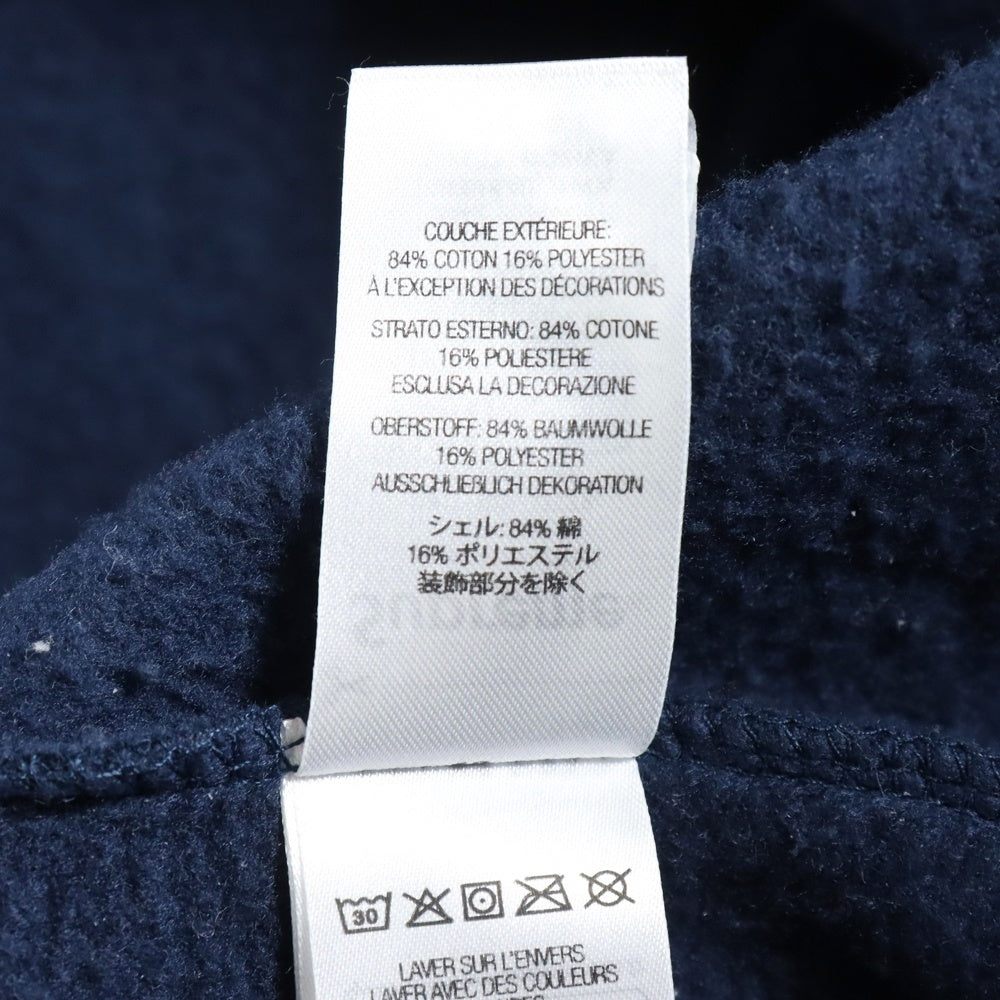 COUCHE EXTÉRIEURE:
84% COTON 16% POLYESTER
À L'EXCEPTION DES DÉCORATIONS
STRATO ESTERNO: 84% COTONE
16% POLIESTERE
ESCLUSA LA DECORAZIONE
OBERSTOFF: 84% BAUMWOLLE
16% POLYESTER
AUSSCHLIEßLICH DEKORATION
シェル: 84% 綿
16% ポリエステル
装飾部分を除く
30
LAVER SUR L'ENVERS
LAVER AVEC DES COULEURS